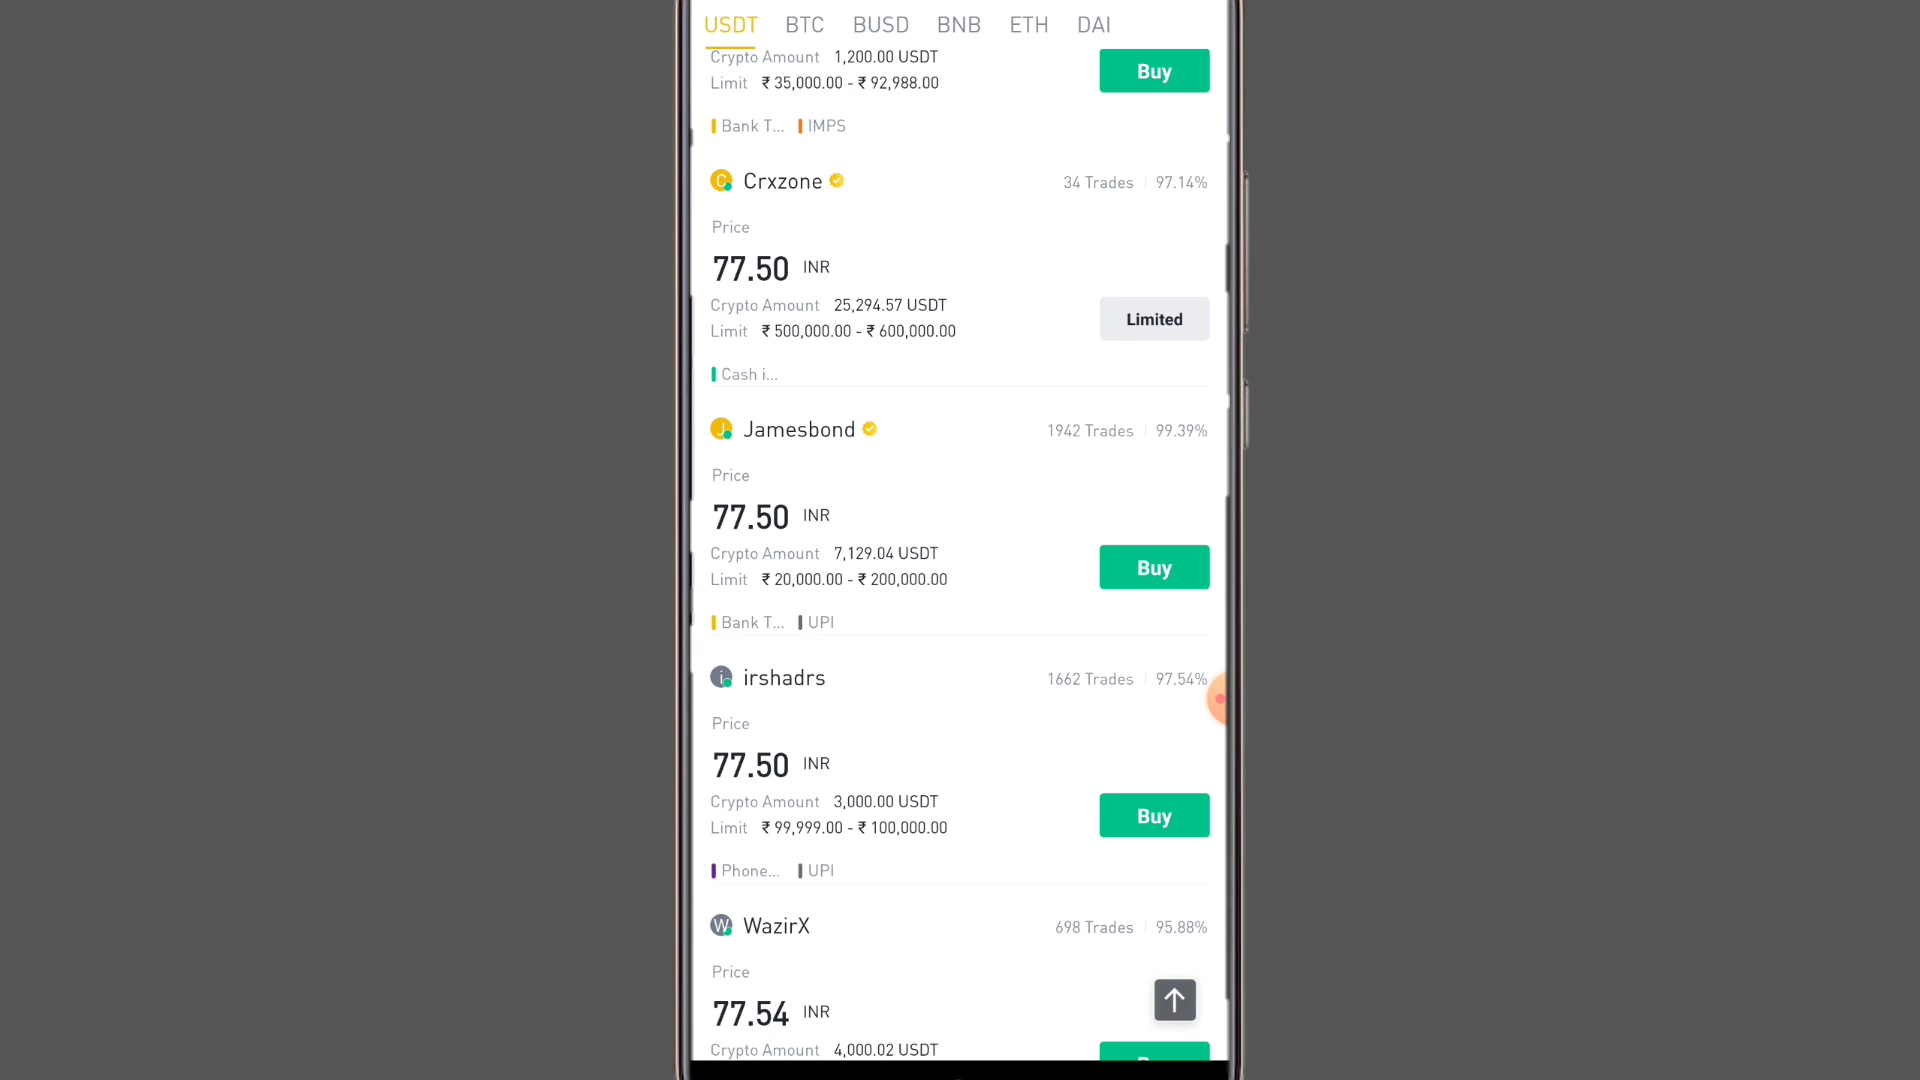 USDT BTC BUSD BNB ETH DAI
Crypto Amount 1,200.00 USDT
Buy
Limit ₹ 35,000.00 - ₹ 92,988.00
Bank T... IMPS
C Crxzone 34 Trades 97.14%
Price
77.50 INR
Crypto Amount 25,294.57 USDT
Limited
Limit ₹ 500,000.00 - ₹ 600,000.00
Cash i...
J Jamesbond 1942 Trades 99.39%
Price
77.50 INR
Crypto Amount 7,129.04 USDT
Buy
Limit ₹ 20,000.00 - ₹ 200,000.00
Bank T... UPI
i irshadrs 1662 Trades 97.54%
Price
77.50 INR
Crypto Amount 3,000.00 USDT
Buy
Limit ₹ 99,999.00 - ₹ 100,000.00
Phone... UPI
W WazirX 698 Trades 95.88%
Price
77.54 INR
Crypto Amount 4,000.02 USDT